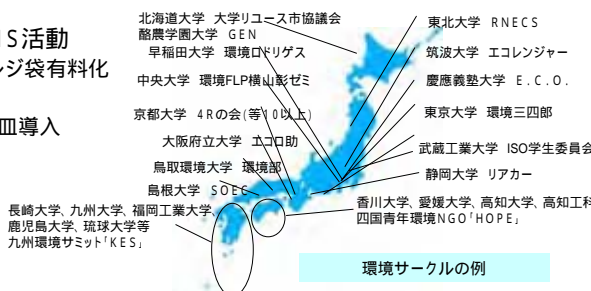 IS活動
ジ袋有料化
皿導入
北海道大学 大学リユース市協議会
酪農学園大学 GEN
早稲田大学 環境ロドリゲス
中央大学 環境FLP横山彰ゼミ
京都大学 4Rの会(等10以上)
大阪府立大学 エコロ助
鳥取環境大学 環境部
島根大学 SOEC
長崎大学、九州大学、福岡工業大学、
鹿児島大学、琉球大学等
九州環境サミット「KES」
東北大学 RNECS
筑波大学 エコレンジャー
慶應義塾大学 E.C.O.
東京大学 環境三四郎
武蔵工業大学 ISO学生委員会
静岡大学 リアカー
香川大学、愛媛大学、高知大学、高知工科
四国青年環境NGO「HOPE」
環境サークルの例